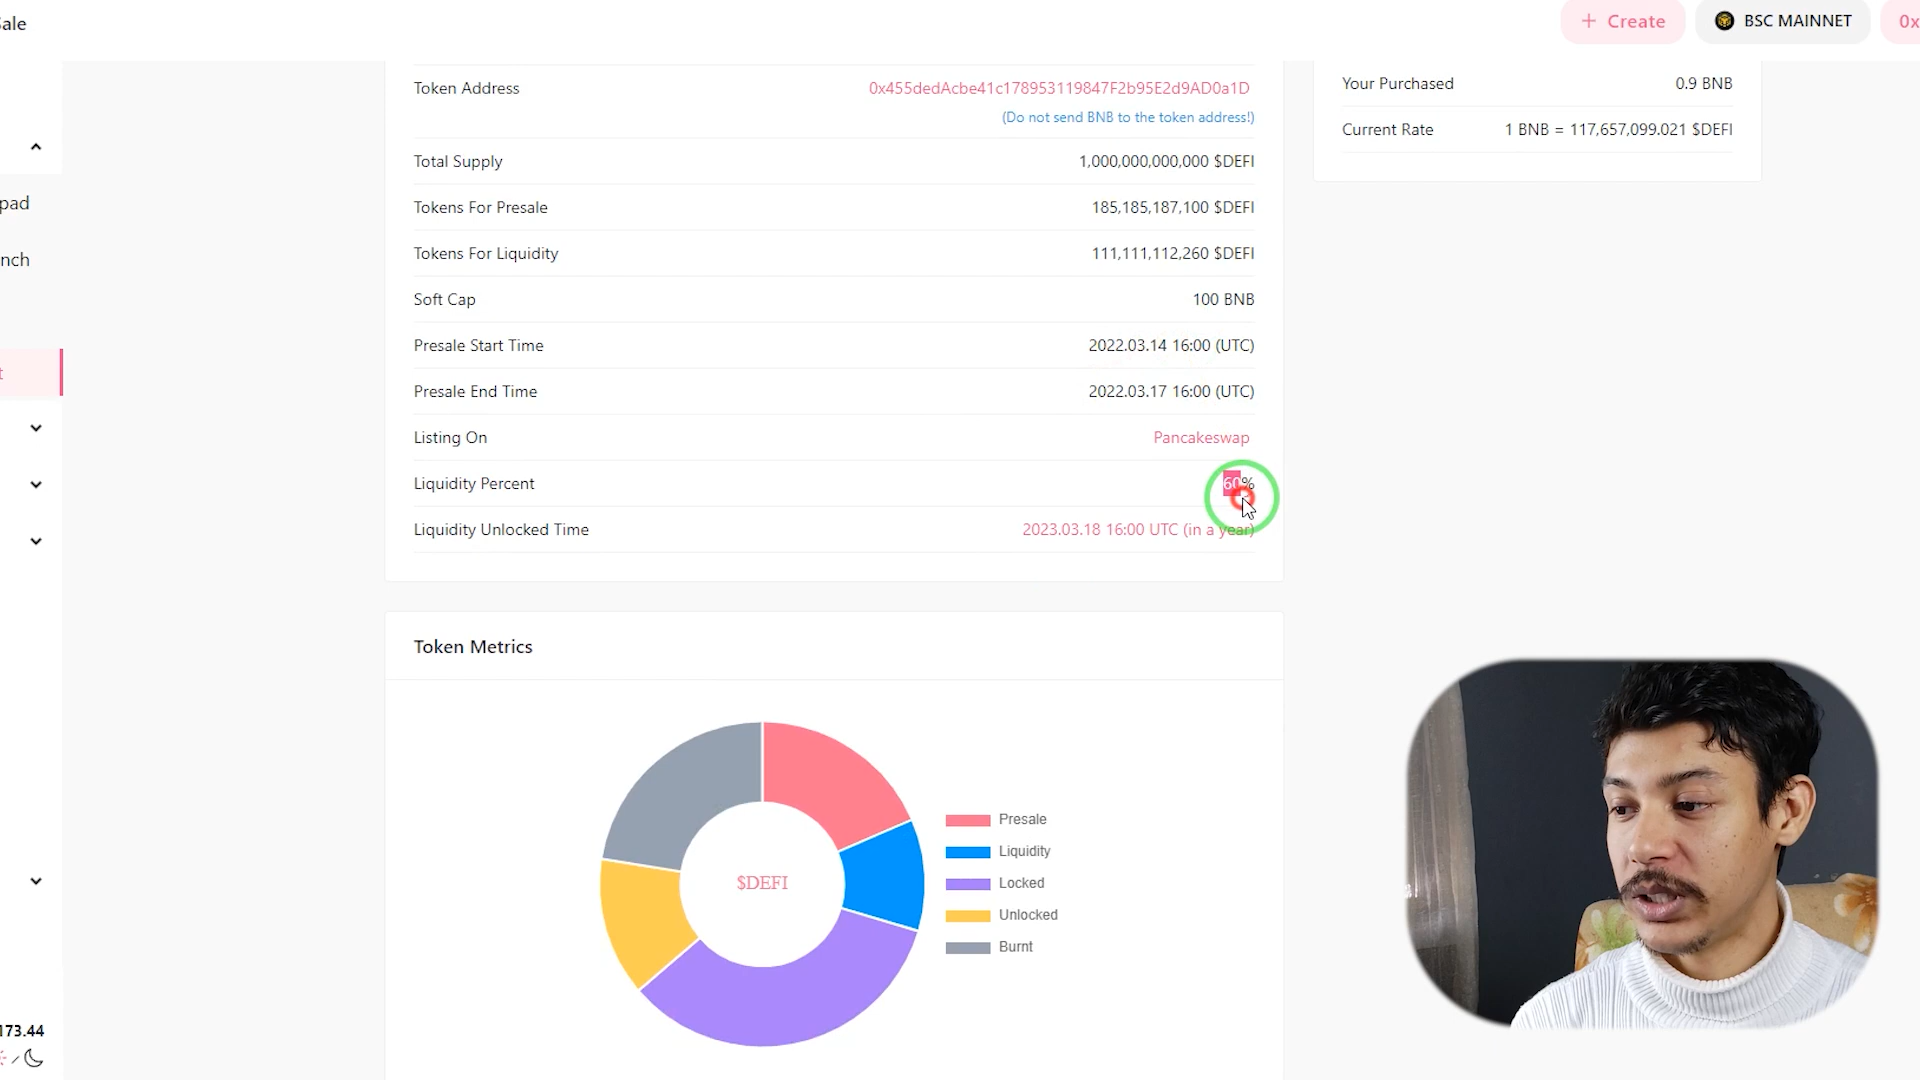 ale
+ Create
BSC MAINNET
0x
Token Address 0x455dedAcbe41c178953119847F2b95E2d9AD0a1D
(Do not send BNB to the token address!)
Total Supply 1,000,000,000,000 $DEFI
Tokens For Presale 185,185,187,100 $DEFI
Tokens For Liquidity 111,111,112,260 $DEFI
Soft Cap 100 BNB
Presale Start Time 2022.03.14 16:00 (UTC)
Presale End Time 2022.03.17 16:00 (UTC)
Listing On Pancakeswap
Liquidity Percent 60%
Liquidity Unlocked Time 2023.03.18 16:00 UTC (in a year)
Your Purchased 0.9 BNB
Current Rate 1 BNB = 117,657,099.021 $DEFI
pad
nch
t
173.44
Token Metrics
$DEFI
Presale
Liquidity
Locked
Unlocked
Burnt